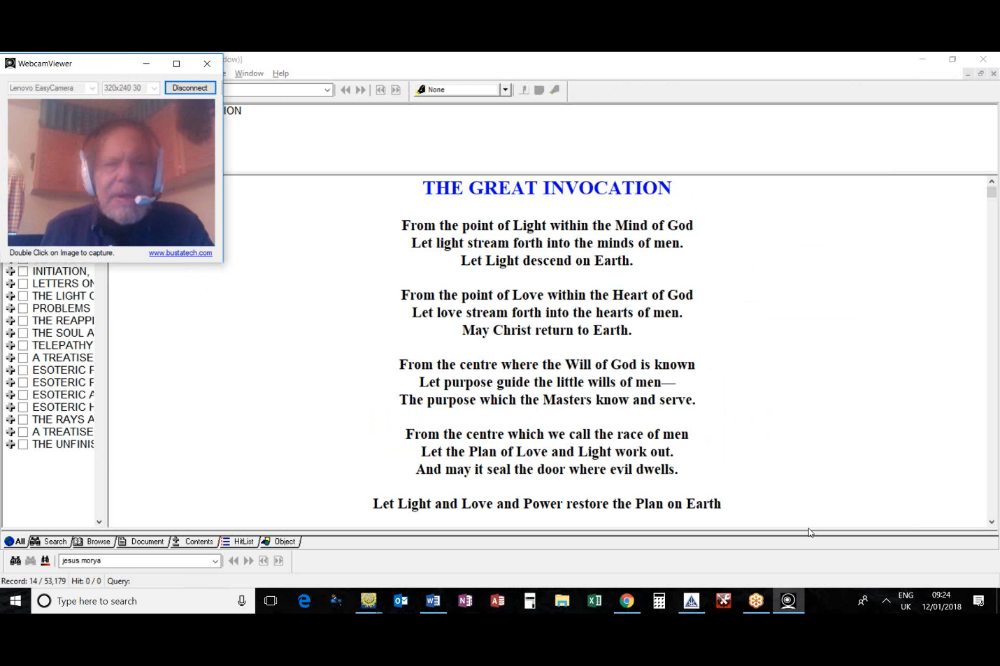 WebcamViewer
Lenovo EasyCamera
320x240 30
Disconnect
Double Click on Image to capture.
www.bustatech.com
dow)]
Window
Help
None
ION
INITIATION,
LETTERS ON
THE LIGHT O
PROBLEMS
THE REAPPE
THE SOUL A
TELEPATHY
A TREATISE
ESOTERIC P
ESOTERIC P
ESOTERIC A
ESOTERIC H
THE RAYS A
A TREATISE
THE UNFINIS
THE GREAT INVOCATION
From the point of Light within the Mind of God
Let light stream forth into the minds of men.
Let Light descend on Earth.
From the point of Love within the Heart of God
Let love stream forth into the hearts of men.
May Christ return to Earth.
From the centre where the Will of God is known
Let purpose guide the little wills of men—
The purpose which the Masters know and serve.
From the centre which we call the race of men
Let the Plan of Love and Light work out.
And may it seal the door where evil dwells.
Let Light and Love and Power restore the Plan on Earth
All
Search
Browse
Document
Contents
HitList
Object
jesus morya
Record: 14 / 53,179 Hit: 0 / 0 Query:
Type here to search
ENG
UK
09:24
12/01/2018